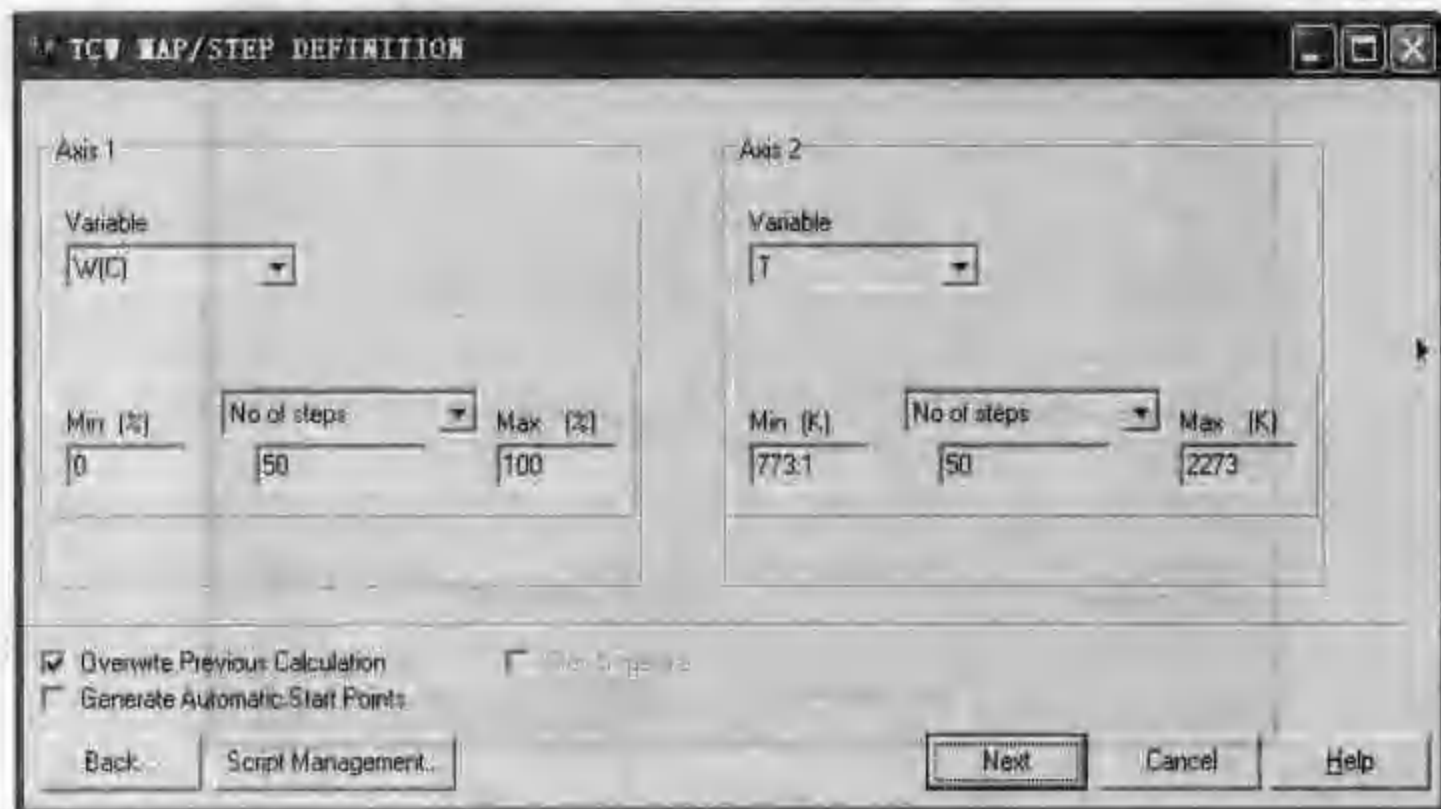 TCW MAP/STEP DEFINITION
Axis 1
Variable
W(C)
Min (%)
No of steps
Max (%)
0
50
100
Axis 2
Variable
T
Min (K)
No of steps
Max (K)
773.1
50
2273
Overwite Previous Calculation
Generate Automatic Start Points
Back...
Script Management..
Next
Cancel
Help